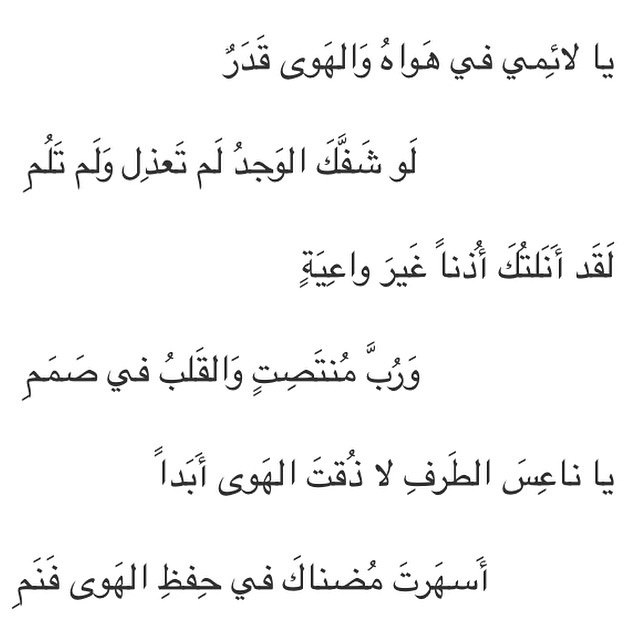 يا لائِمي في هَواهُ وَالهَوى قَدَرٌ
لَو شَفَّكَ الوَجدُ لَم تَعذِل وَلَم تَلُمِ
لَقَد أَنَلتُكَ أُذناً غَيرَ واعِيَةٍ
وَرُبَّ مُنتَصِتٍ وَالقَلبُ في صَمَمِ
يا ناعِسَ الطَرفِ لا ذُقتَ الهَوى أَبَداً
أَسهَرتَ مُضناكَ في حِفظِ الهَوى فَنَمِ